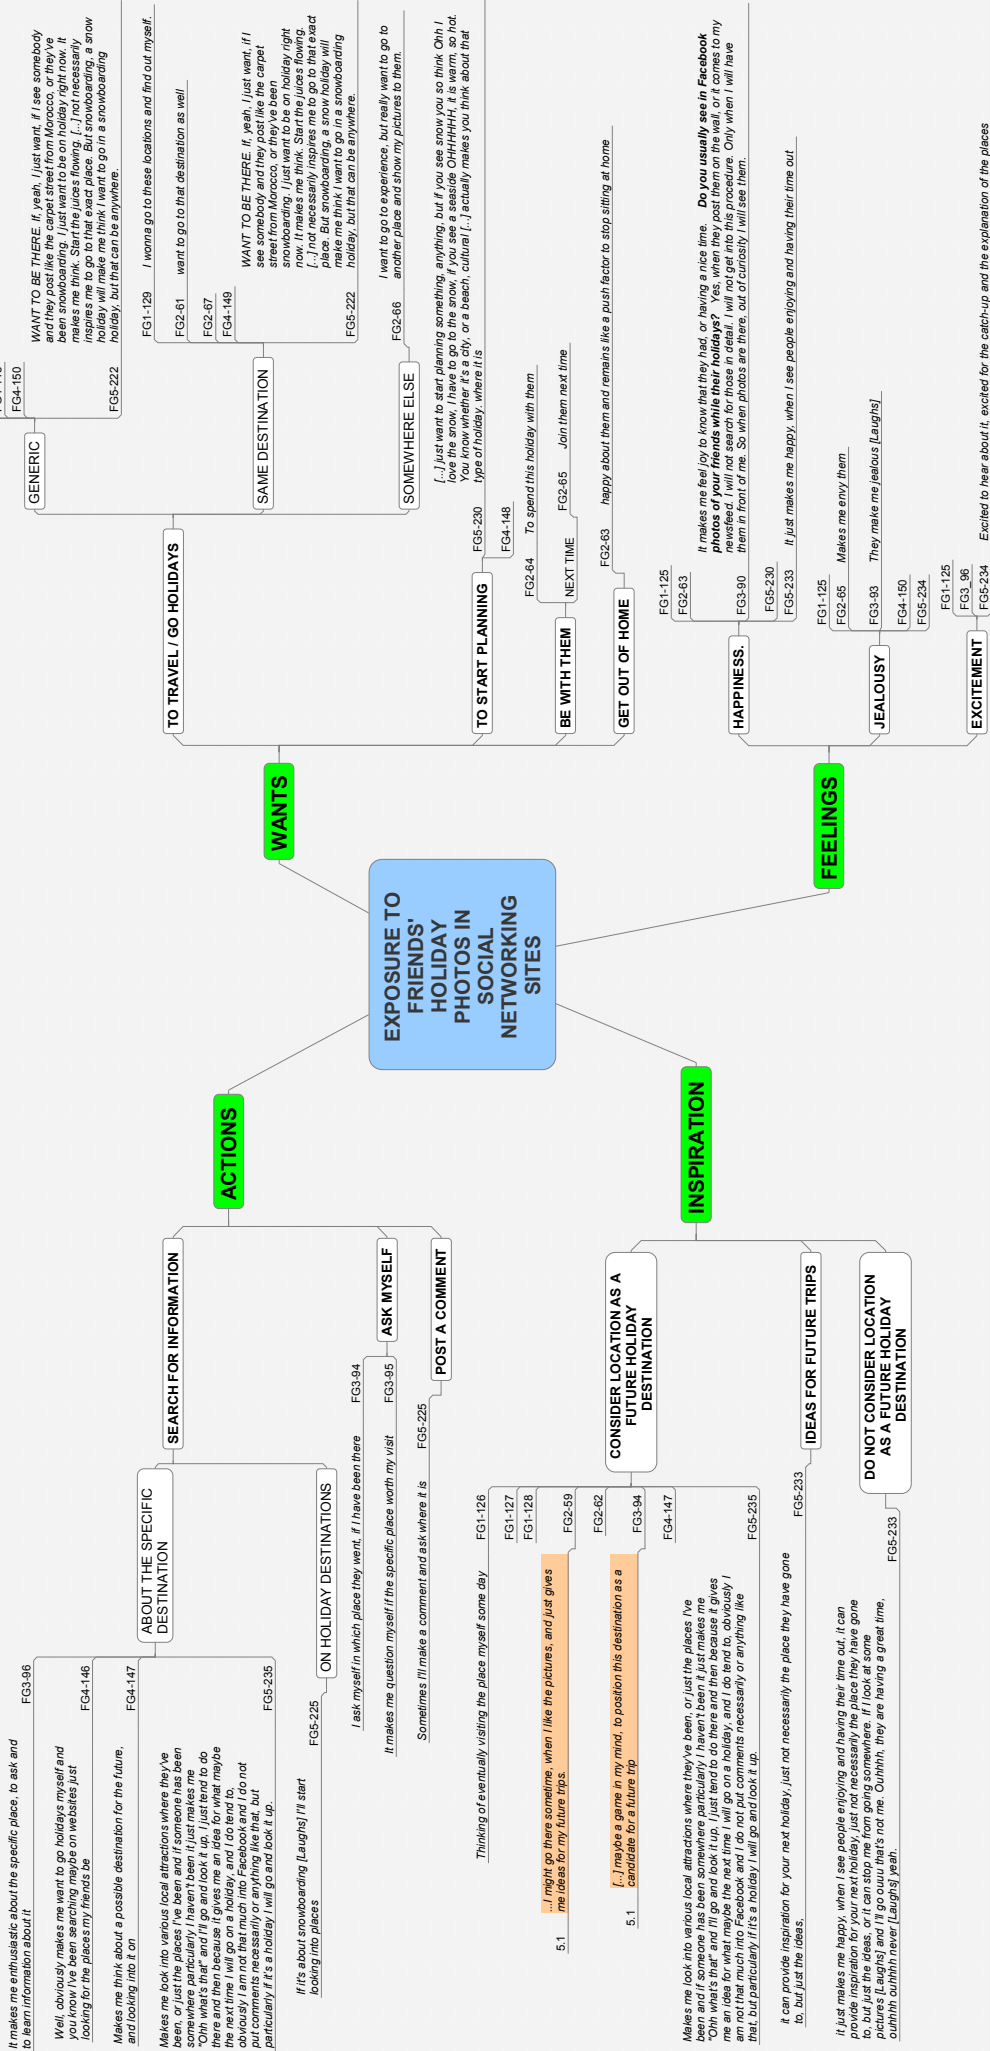 EXPOSURE TO
FRIENDS'
HOLIDAY
PHOTOS IN
SOCIAL
NETWORKING
SITES
WANTS
TO TRAVEL / GO HOLIDAYS
GENERIC
FG4-150
FG5-222
WANT TO BE THERE. If, yeah, I just want, if I see somebody
and they post like the carpet street from Morocco, or they've
been snowboarding. I just want to be on holiday right now. It
makes me think. Start the juices flowing. [...] not necessarily
inspires me to go to that exact place. But snowboarding, a snow
holiday will make me think I want to go in a snowboarding
holiday, but that can be anywhere.
SAME DESTINATION
FG1-129
I wonna go to these locations and find out myself.
FG2-61
want to go to that destination as well
FG2-67
FG4-149
FG5-222
WANT TO BE THERE. If, yeah, I just want, if I
see somebody and they post like the carpet
street from Morocco, or they've been
snowboarding. I just want to be on holiday right
now. It makes me think. Start the juices flowing.
[...] not necessarily inspires me to go to that exact
place. But snowboarding, a snow holiday will
make me think I want to go in a snowboarding
holiday, but that can be anywhere.
SOMEWHERE ELSE
FG2-66
I want to go to experience, but really want to go to
another place and show my pictures to them.
TO START PLANNING
FG5-230
[...] just want to start planning something, anything, but if you see snow you so think Ohh I
love the snow, I have to go to the snow, if you see a seaside OHHHHHH, it is warm, so hot.
You know whether it's a city, or a beach, cultural [...] actually makes you think about that
type of holiday. where it is
FG4-148
BE WITH THEM
FG2-64
To spend this holiday with them
NEXT TIME
FG2-65
Join them next time
GET OUT OF HOME
FG2-63
happy about them and remains like a push factor to stop sitting at home
FEELINGS
HAPPINESS.
FG1-125
FG2-63
FG3-90
It makes me feel joy to know that they had, or having a nice time. Do you usually see in Facebook
photos of your friends while their holidays? Yes, when they post them on the wall, or it comes to my
newsfeed. I will not search for those in detail. I will not get into this procedure. Only when I will have
them in front of me. So when photos are there, out of curiosity I will see them.
FG5-230
FG5-233
It just makes me happy, when I see people enjoying and having their time out
JEALOUSY
FG1-125
FG2-65
Makes me envy them
FG3-93
They make me jealous [Laughs]
FG4-150
FG5-234
EXCITEMENT
FG1-125
FG3_96
FG5-234
Excited to hear about it, excited for the catch-up and the explanation of the places
ACTIONS
SEARCH FOR INFORMATION
ABOUT THE SPECIFIC
DESTINATION
FG3-96
It makes me enthusiastic about the specific place, to ask and
to learn information about it
FG4-146
Well, obviously makes me want to go holidays myself and
you know I've been searching maybe on websites just
looking for the places my friends be
FG4-147
Makes me think about a possible destination for the future,
and looking into it on
FG5-235
Makes me look into various local attractions where they've
been, or just the places I've been and if someone has been
somewhere particularly I haven't been it just makes me
"Ohh what's that" and I'll go and look it up. I just tend to do
there and then because it gives me an idea for what maybe
the next time I will go on a holiday, and I do tend to,
obviously I am not that much into Facebook and I do not
put comments necessarily or anything like that, but
particularly if it's a holiday I will go and look it up.
ON HOLIDAY DESTINATIONS
FG5-225
If it's about snowboarding [Laughs] I'll start
looking into places
ASK MYSELF
FG3-94
I ask myself in which place they went, if I have been there
FG3-95
It makes me question myself if the specific place worth my visit
POST A COMMENT
FG5-225
Sometimes I'll make a comment and ask where it is
INSPIRATION
CONSIDER LOCATION AS A
FUTURE HOLIDAY
DESTINATION
FG1-126
Thinking of eventually visiting the place myself some day
FG1-127
FG1-128
FG2-59
...I might go there sometime, when I like the pictures, and just gives
me ideas for my future trips.
5.1
FG2-62
FG3-94
[...] maybe a game in my mind, to position this destination as a
candidate for a future trip
5.1
FG4-147
FG5-235
Makes me look into various local attractions where they've been, or just the places I've
been and if someone has been somewhere particularly I haven't been it just makes me
"Ohh what's that" and I'll go and look it up. I just tend to do there and then because it gives
me an idea for what maybe the next time I will go on a holiday, and I do tend to, obviously I
am not that much into Facebook and I do not put comments necessarily or anything like
that, but particularly if it's a holiday I will go and look it up.
IDEAS FOR FUTURE TRIPS
FG5-233
it can provide inspiration for your next holiday, just not necessarily the place they have gone
to, but just the ideas,
DO NOT CONSIDER LOCATION
AS A FUTURE HOLIDAY
DESTINATION
FG5-233
it just makes me happy, when I see people enjoying and having their time out, it can
provide inspiration for your next holiday, just not necessarily the place they have gone
to, but just the ideas, or it can stop me from going somewhere. If I look at some
pictures [Laughs] and I'll go ouu that's not me. Ouhhh, they are having a great time,
ouhhh ouhhhh never [Laughs] yeah.